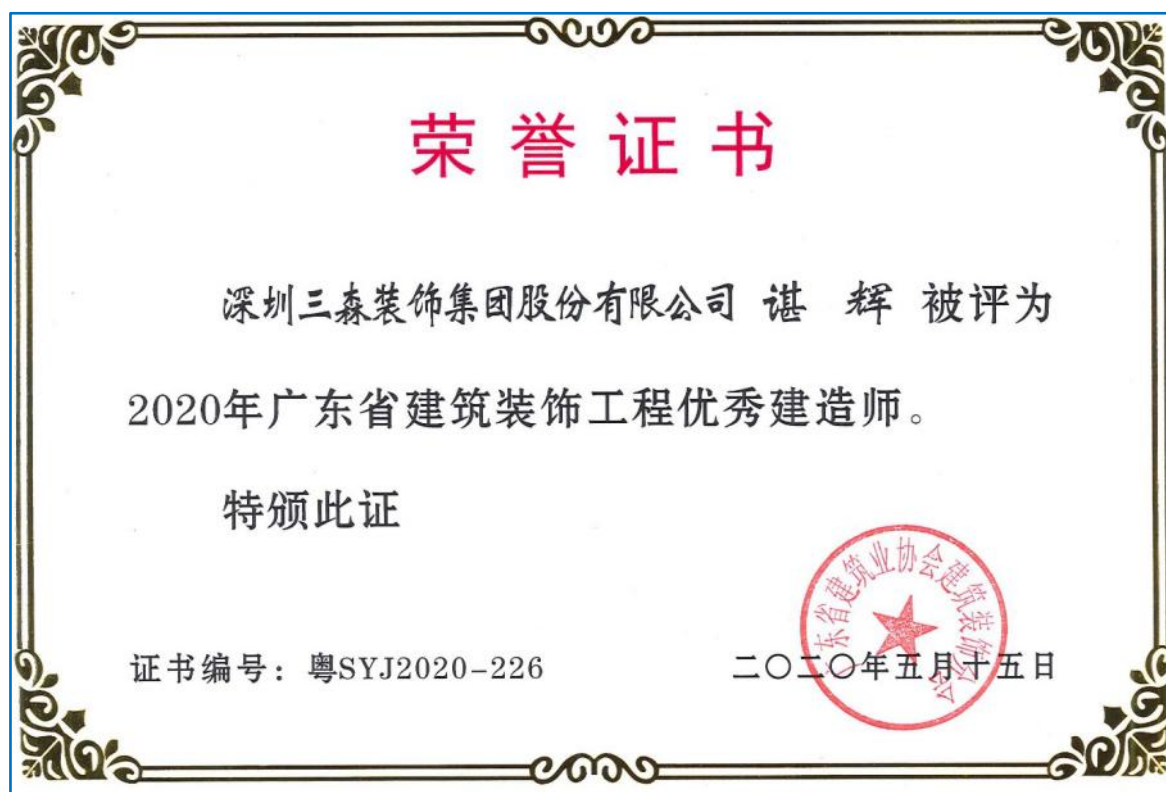 荣誉证书
深圳三森装饰集团股份有限公司 谌 辉 被评为
2020年广东省建筑装饰工程优秀建造师。
特颁此证
广东省建筑业协会建筑装饰分会
证书编号：粤SYJ2020-226
二〇二〇年五月十五日